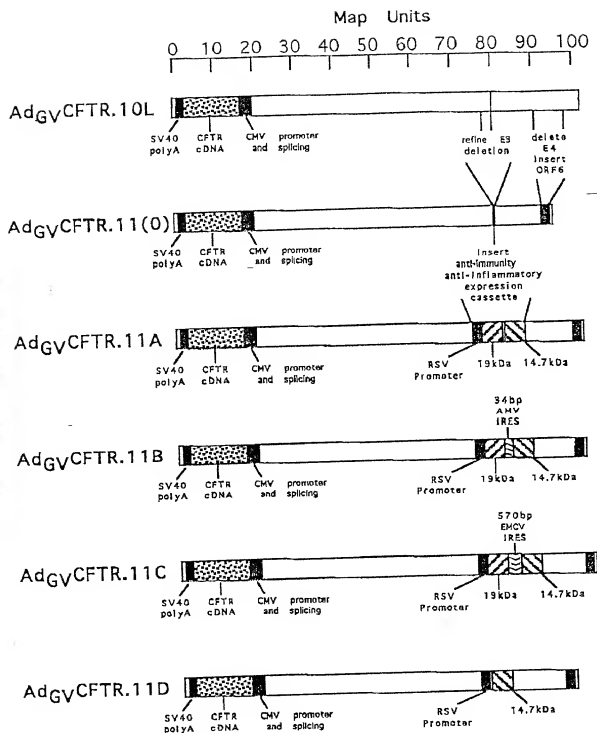 Map Units
0 10 20 30 40 50 60 70 80 90 100
AdGVCFTR.10L
SV40 polyA
CFTR cDNA
CMV promoter and splicing
refine E3 deletion
delete E4 insert ORF6
AdGVCFTR.11(0)
SV40 polyA
CFTR cDNA
CMV promoter and splicing
Insert anti-immunity anti-inflammatory expression cassette
AdGVCFTR.11A
SV40 polyA
CFTR cDNA
CMV promoter and splicing
RSV Promoter
19kDa
14.7kDa
34bp AMV IRES
AdGVCFTR.11B
SV40 polyA
CFTR cDNA
CMV promoter and splicing
RSV Promoter
19kDa
14.7kDa
570bp EMCV IRES
AdGVCFTR.11C
SV40 polyA
CFTR cDNA
CMV promoter and splicing
RSV Promoter
19kDa
14.7kDa
AdGVCFTR.11D
SV40 polyA
CFTR cDNA
CMV promoter and splicing
RSV Promoter
14.7kDa